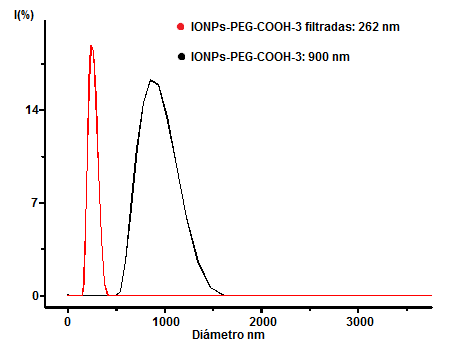 I(%)
IONPs-PEG-COOH-3 filtradas: 262 nm
IONPs-PEG-COOH-3: 900 nm
14
7
0
0 1000 2000 3000
Diámetro nm